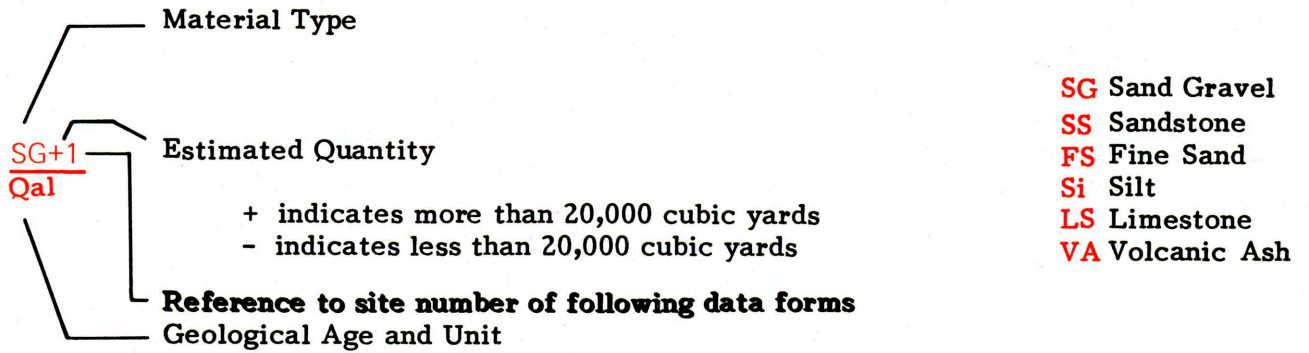 Material Type
SG+1
Qal
Estimated Quantity
+ indicates more than 20,000 cubic yards
- indicates less than 20,000 cubic yards
Reference to site number of following data forms
Geological Age and Unit
SG Sand Gravel
SS Sandstone
FS Fine Sand
Si Silt
LS Limestone
VA Volcanic Ash